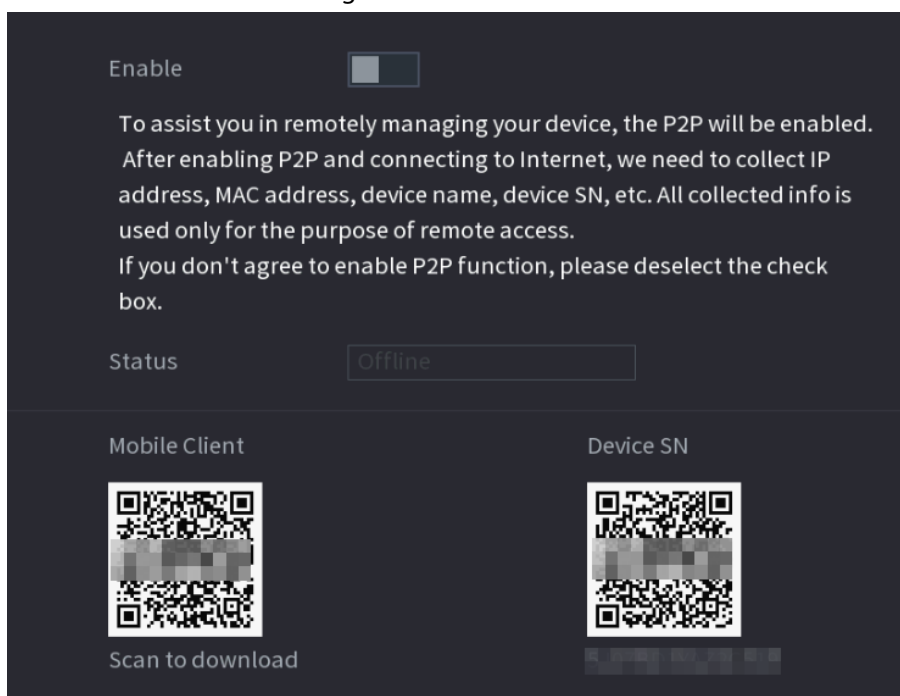 Enable
To assist you in remotely managing your device, the P2P will be enabled.
After enabling P2P and connecting to Internet, we need to collect IP
address, MAC address, device name, device SN, etc. All collected info is
used only for the purpose of remote access.
If you don't agree to enable P2P function, please deselect the check
box.
Status Offline
Mobile Client Device SN
Scan to download